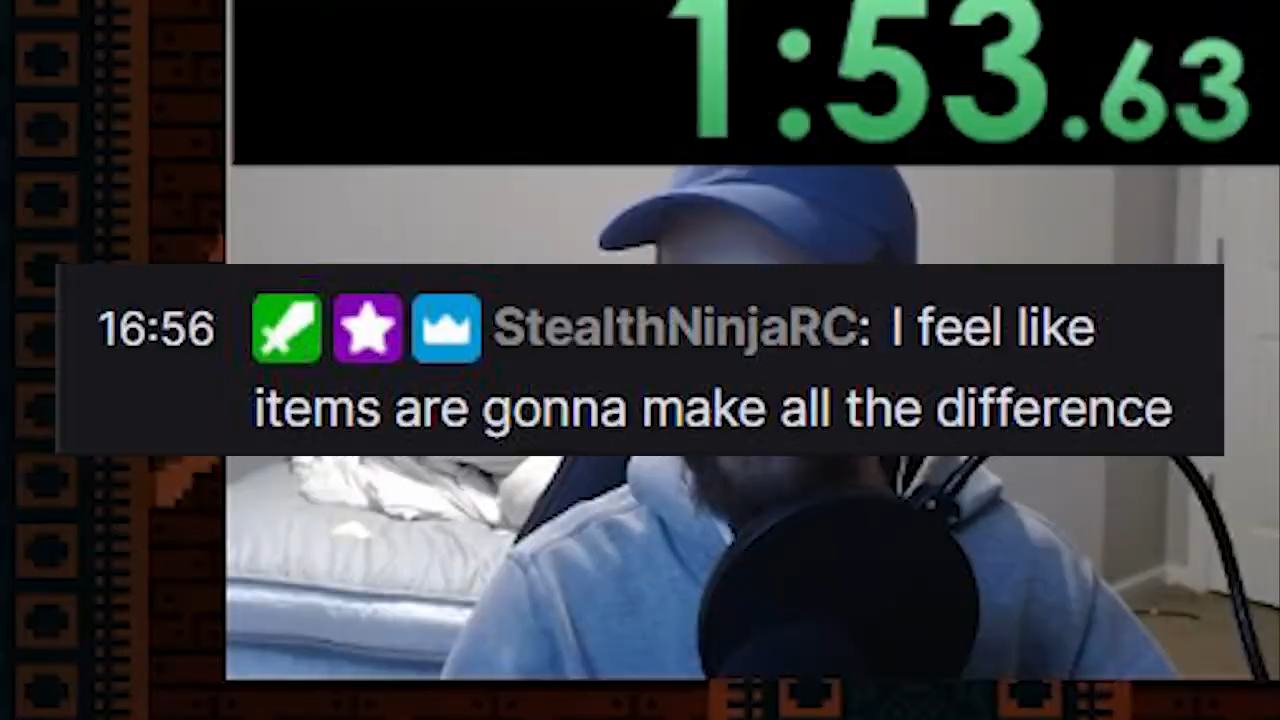 1:53.63
16:56 StealthNinjaRC: I feel like
items are gonna make all the difference